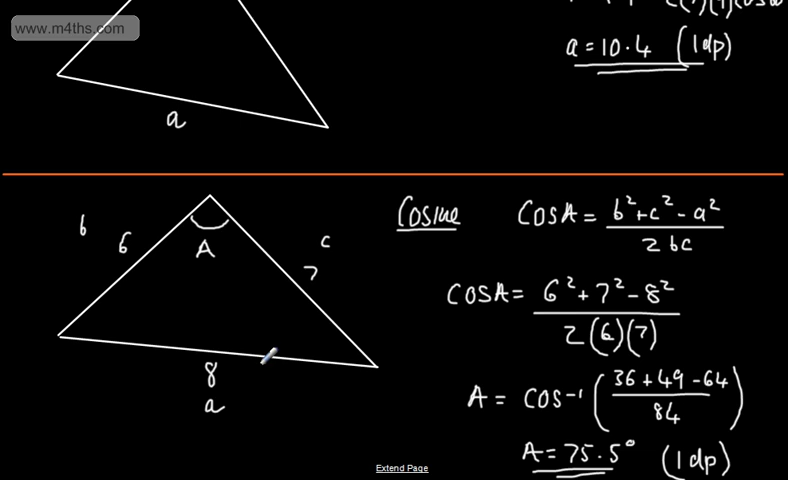 www.m4ths.com
a = 10.4 (1dp)
a
b
6
A
c
7
8
a
Cosine
COSA = b² + c² - a² / 2bc
COSA = 6² + 7² - 8² / 2(6)(7)
A = COS⁻¹ (36 + 49 - 64 / 84)
A = 75.5° (1dp)
Extend Page